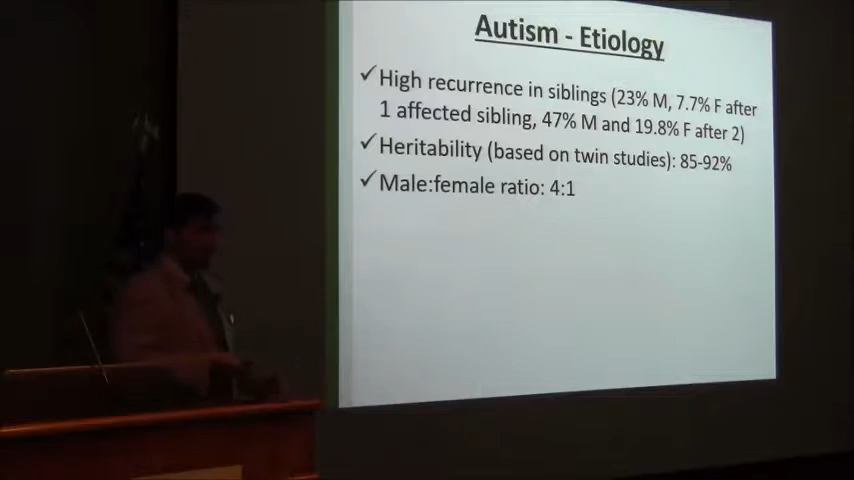 Autism - Etiology
✓High recurrence in siblings (23% M, 7.7% F after
1 affected sibling, 47% M and 19.8% F after 2)
✓Heritability (based on twin studies): 85-92%
✓Male:female ratio: 4:1